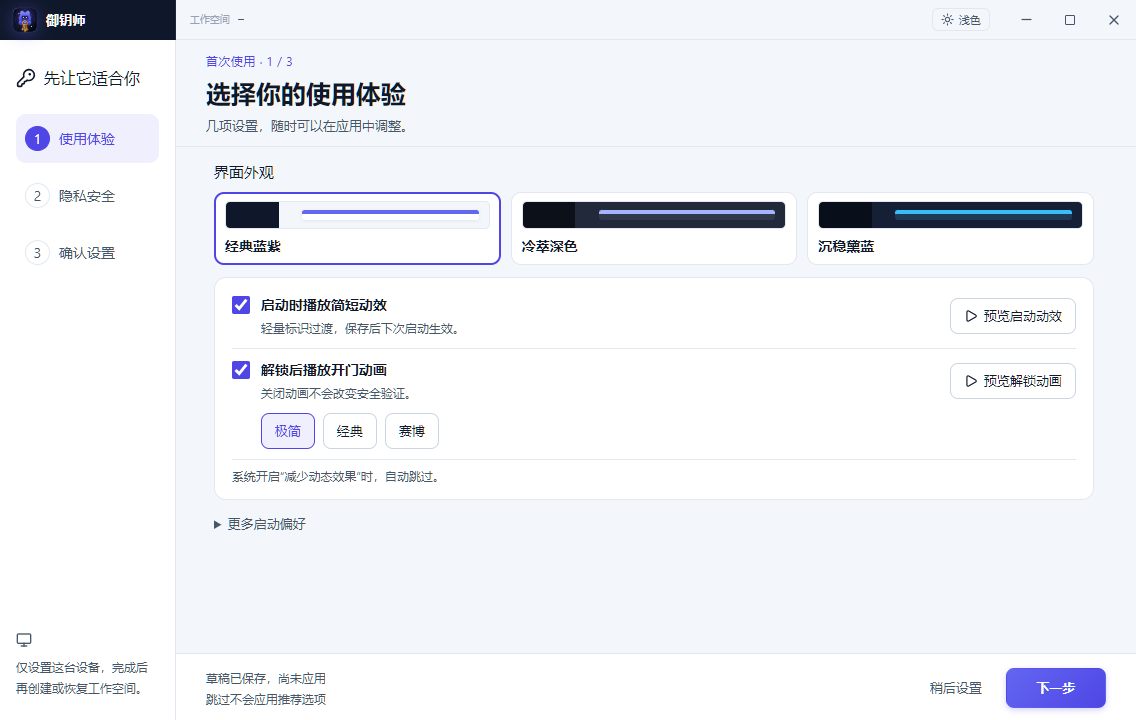 御钥师
工作空间 –
浅色
先让它适合你
1 使用体验
2 隐私安全
3 确认设置
仅设置这台设备，完成后
再创建或恢复工作空间。
首次使用 · 1 / 3
选择你的使用体验
几项设置，随时可以在应用中调整。
界面外观
经典蓝紫
冷萃深色
沉稳黛蓝
启动时播放简短动效
轻量标识过渡，保存后下次启动生效。
预览启动动效
解锁后播放开门动画
关闭动画不会改变安全验证。
预览解锁动画
极简
经典
赛博
系统开启“减少动态效果”时，自动跳过。
更多启动偏好
草稿已保存，尚未应用
跳过不会应用推荐选项
稍后设置
下一步